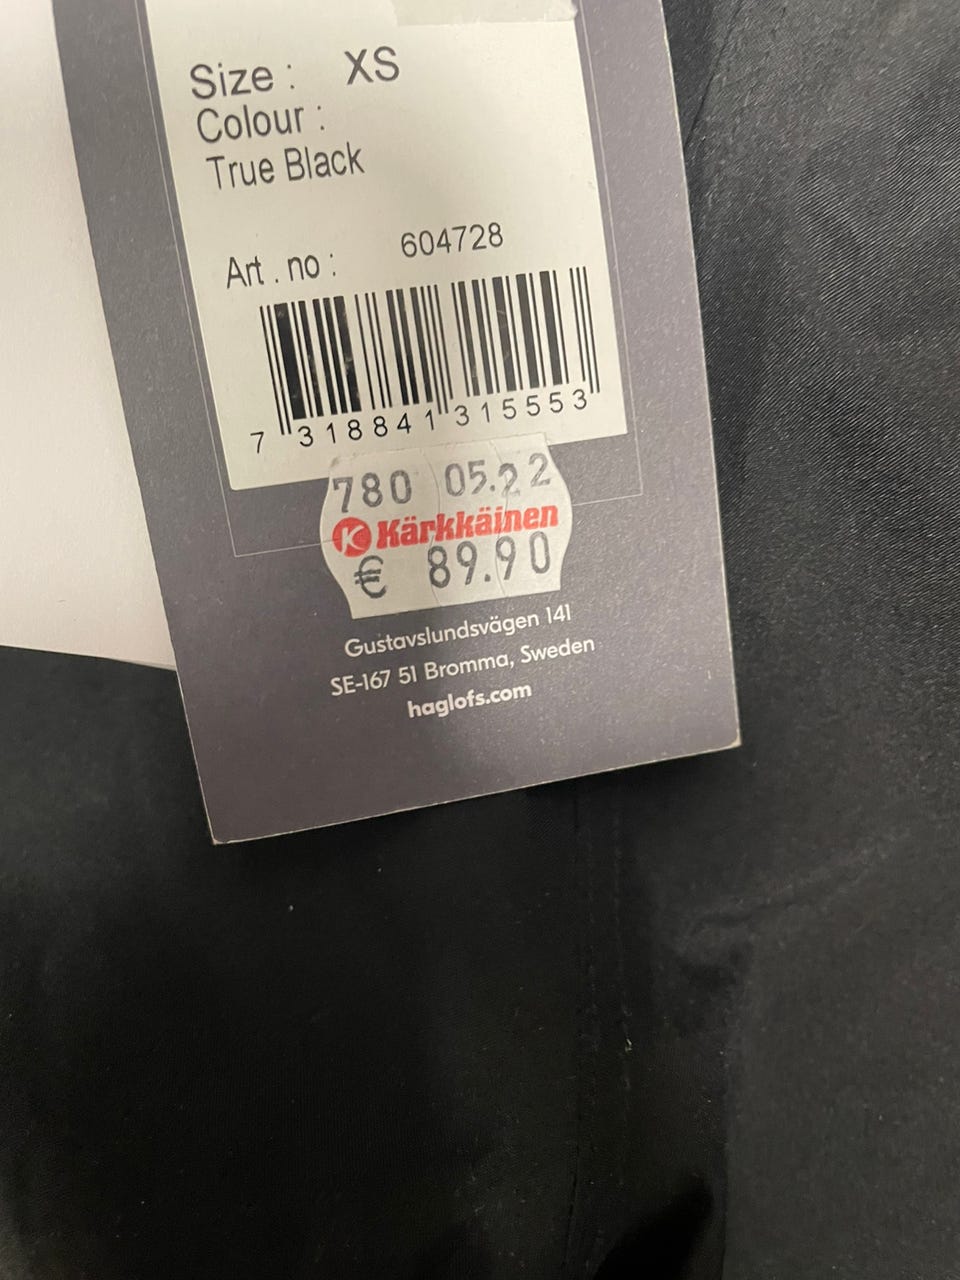 Size : XS
Colour :
True Black
Art . no : 604728
7 318841 315553
780 05.22
K Kärkkäinen
€ 89.90
Gustavslundsvägen 141
SE-167 51 Bromma, Sweden
haglofs.com